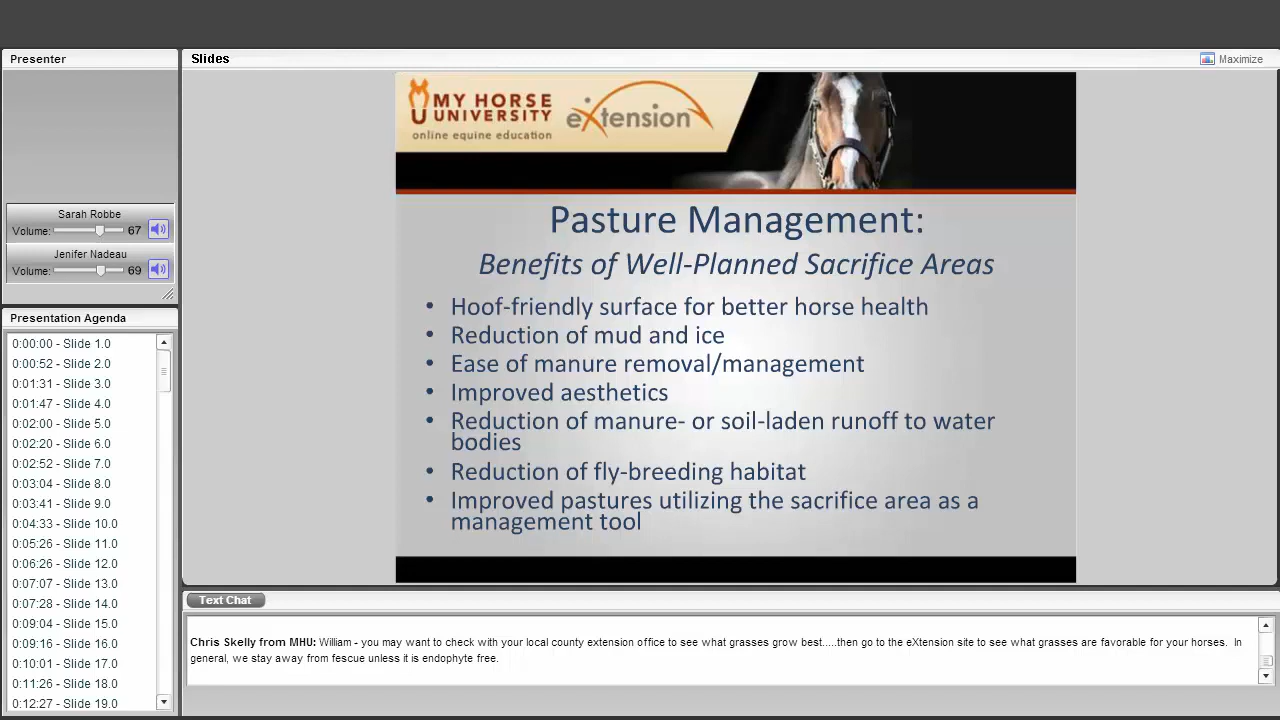 Presenter
Sarah Robbe
Volume: 67
Jenifer Nadeau
Volume: 69
Presentation Agenda
0:00:00 - Slide 1.0
0:00:52 - Slide 2.0
0:01:31 - Slide 3.0
0:01:47 - Slide 4.0
0:02:00 - Slide 5.0
0:02:20 - Slide 6.0
0:02:52 - Slide 7.0
0:03:04 - Slide 8.0
0:03:41 - Slide 9.0
0:04:33 - Slide 10.0
0:05:26 - Slide 11.0
0:06:26 - Slide 12.0
0:07:07 - Slide 13.0
0:07:28 - Slide 14.0
0:09:04 - Slide 15.0
0:09:16 - Slide 16.0
0:10:01 - Slide 17.0
0:11:26 - Slide 18.0
0:12:27 - Slide 19.0
Slides
Maximize
MY HORSE
UNIVERSITY
online equine education
eXtension
Pasture Management:
Benefits of Well-Planned Sacrifice Areas
• Hoof-friendly surface for better horse health
• Reduction of mud and ice
• Ease of manure removal/management
• Improved aesthetics
• Reduction of manure- or soil-laden runoff to water
bodies
• Reduction of fly-breeding habitat
• Improved pastures utilizing the sacrifice area as a
management tool
Text Chat
Chris Skelly from MHU: William - you may want to check with your local county extension office to see what grasses grow best.....then go to the eXtension site to see what grasses are favorable for your horses. In
general, we stay away from fescue unless it is endophyte free.